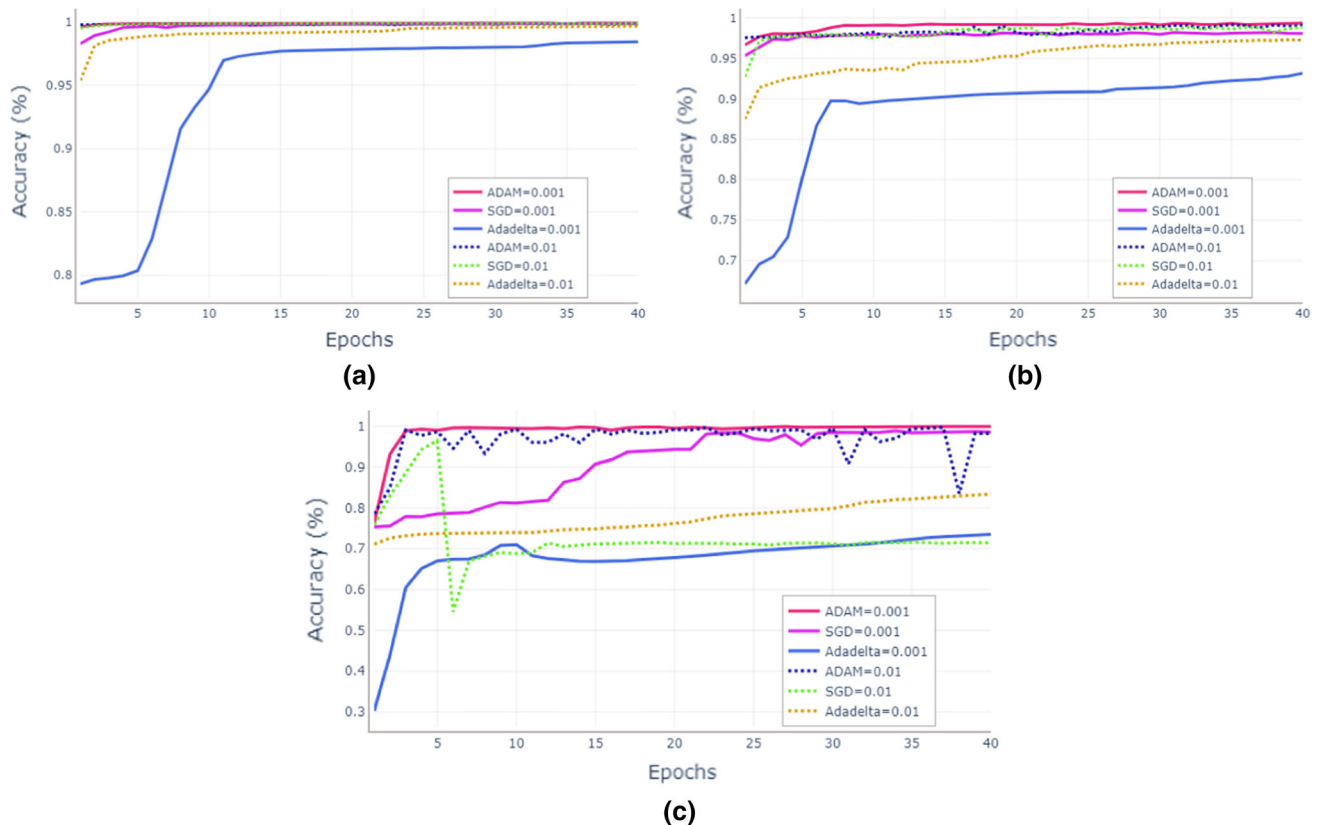 1
0.95
0.9
0.85
0.8
Accuracy (%)
5
10
15
20
25
30
35
40
Epochs
ADAM=0.001
SGD=0.001
Adadelta=0.001
ADAM=0.01
SGD=0.01
Adadelta=0.01
(a)
1
0.95
0.9
0.85
0.8
0.75
0.7
Accuracy (%)
5
10
15
20
25
30
35
40
Epochs
ADAM=0.001
SGD=0.001
Adadelta=0.001
ADAM=0.01
SGD=0.01
Adadelta=0.01
(b)
1
0.9
0.8
0.7
0.6
0.5
0.4
0.3
Accuracy (%)
5
10
15
20
25
30
35
40
Epochs
ADAM=0.001
SGD=0.001
Adadelta=0.001
ADAM=0.01
SGD=0.01
Adadelta=0.01
(c)